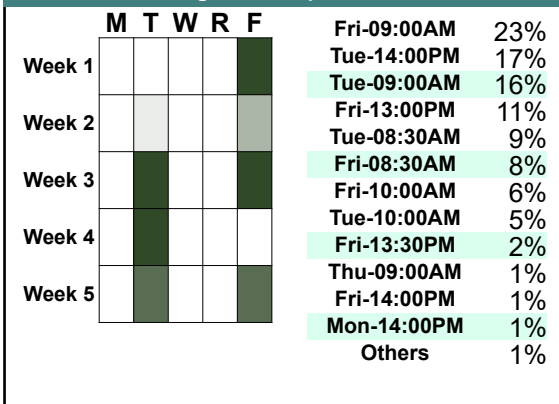 M T W R F
Week 1
Week 2
Week 3
Week 4
Week 5
Fri-09:00AM 23%
Tue-14:00PM 17%
Tue-09:00AM 16%
Fri-13:00PM 11%
Tue-08:30AM 9%
Fri-08:30AM 8%
Fri-10:00AM 6%
Tue-10:00AM 5%
Fri-13:30PM 2%
Thu-09:00AM 1%
Fri-14:00PM 1%
Mon-14:00PM 1%
Others 1%